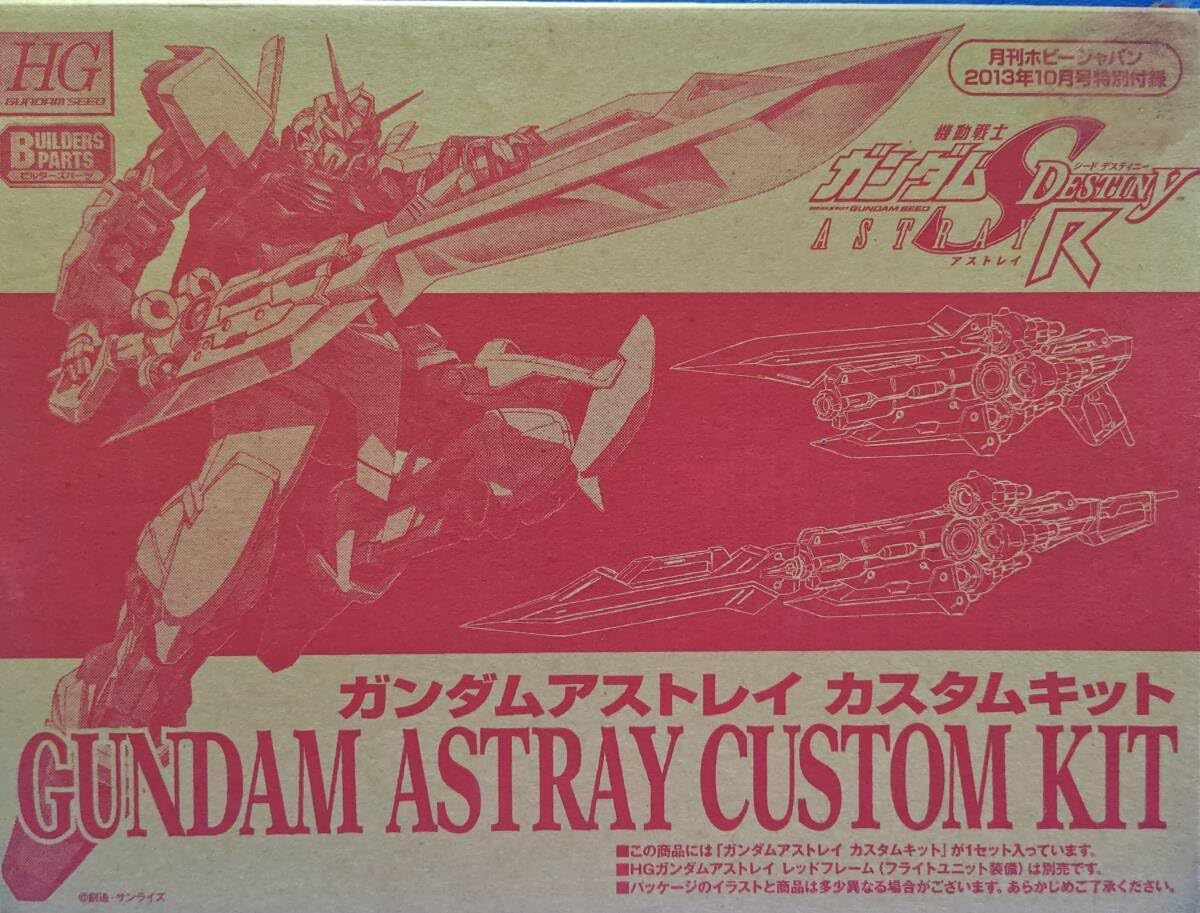 HG
GUNDAM SEED
BUILDERS
PARTS
ビルダーズパーツ
月刊ホビージャパン
2013年10月号特別付録
機動戦士
ガンダムSEED DESTINY
シード デスティニー
GUNDAM SEED
ASTRAY R
アストレイ
ガンダムアストレイ カスタムキット
GUNDAM ASTRAY CUSTOM KIT
■この商品には「ガンダムアストレイ カスタムキット」が1セット入っています。
■HGガンダムアストレイ レッドフレーム（フライトユニット装備）は別売です。
■パッケージのイラストと商品は多少異なる場合がございます。あらかじめご了承ください。
©創通・サンライズ